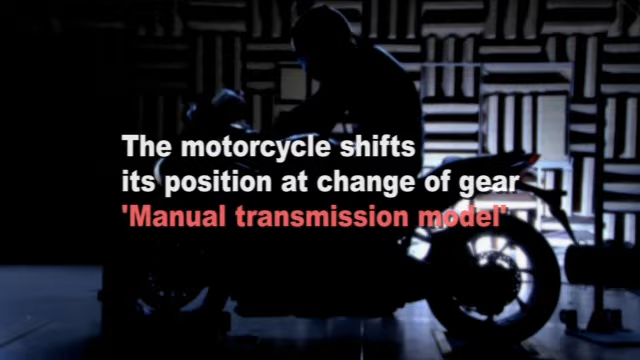 The motorcycle shifts
its position at change of gear
'Manual transmission model'